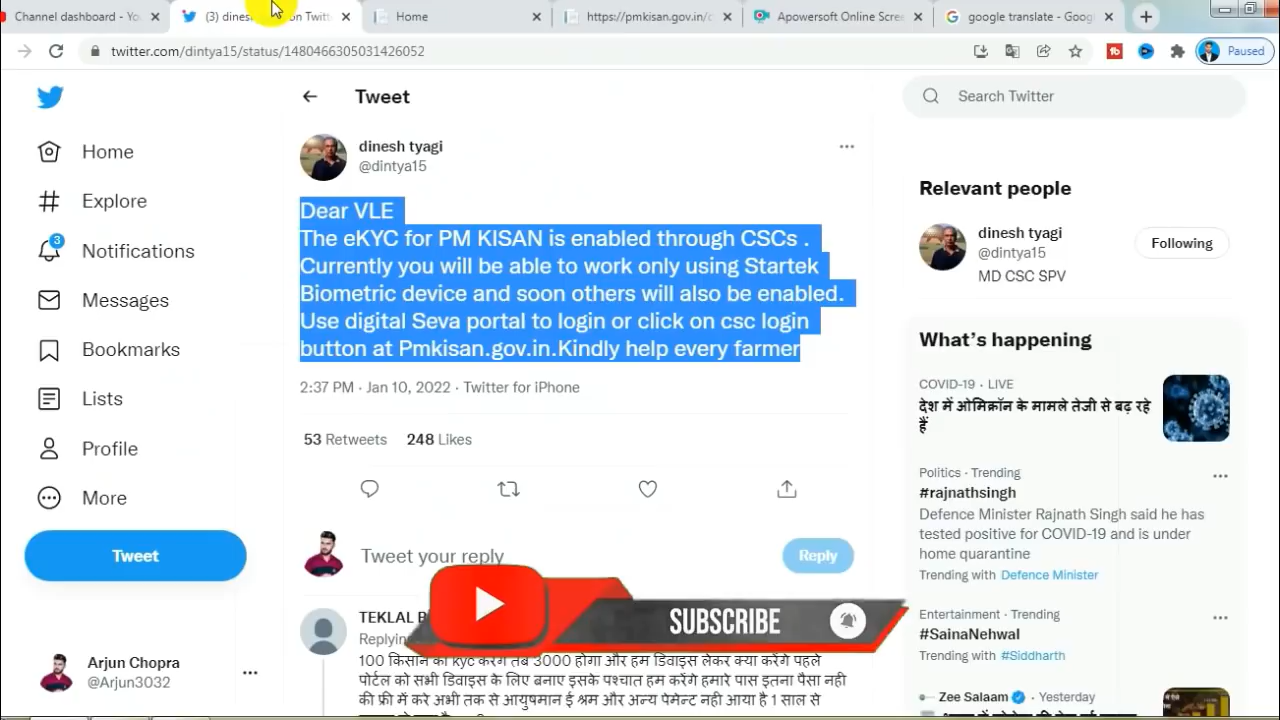 Channel dashboard - Yo
(3) dines on Twitt
Home
https://pmkisan.gov.in/c
Apowersoft Online Scree
google translate - Goog
twitter.com/dintya15/status/1480466305031426052
Paused
Home
Explore
3
Notifications
Messages
Bookmarks
Lists
Profile
More
Tweet
Arjun Chopra
@Arjun3032
Tweet
dinesh tyagi
@dintya15
Dear VLE
The eKYC for PM KISAN is enabled through CSCs .
Currently you will be able to work only using Startek
Biometric device and soon others will also be enabled.
Use digital Seva portal to login or click on csc login
button at Pmkisan.gov.in.Kindly help every farmer
2:37 PM · Jan 10, 2022 · Twitter for iPhone
53 Retweets 248 Likes
Tweet your reply
Reply
SUBSCRIBE
TEKLAL
Replying
100 किसान का kyc करेंगे तब 3000 होगा और हम डिवाइस लेकर क्या करेंगे पहले
पोर्टल को सभी डिवाइस के लिए बनाए इसके पश्चात हम करेंगे हमारे पास इतना पैसा नही
की फ्री में करे अभी तक से आयुषमान ई श्रम और अन्य पेमेन्ट नही आया है 1 साल से
Search Twitter
Relevant people
dinesh tyagi
@dintya15
MD CSC SPV
Following
What's happening
COVID-19 · LIVE
देश में ओमिक्रॉन के मामले तेजी से बढ़ रहे
हैं
Politics · Trending
#rajnathsingh
Defence Minister Rajnath Singh said he has
tested positive for COVID-19 and is under
home quarantine
Trending with Defence Minister
Entertainment · Trending
#SainaNehwal
Trending with #Siddharth
Zee Salaam · Yesterday